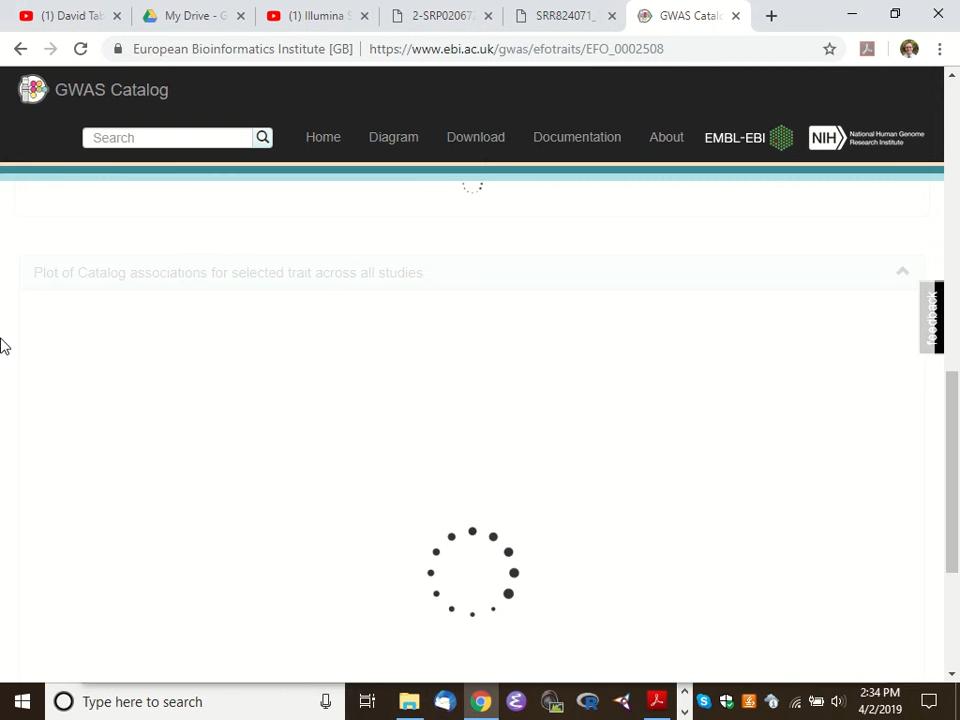 (1) David Tab
My Drive - G
(1) Illumina S
2-SRP02067
SRR824071_
GWAS Catal
European Bioinformatics Institute [GB]
https://www.ebi.ac.uk/gwas/efotraits/EFO_0002508
GWAS Catalog
Search
Home
Diagram
Download
Documentation
About
EMBL-EBI
NIH
National Human Genome
Research Institute
Plot of Catalog associations for selected trait across all studies
feedback
Type here to search
2:34 PM
4/2/2019